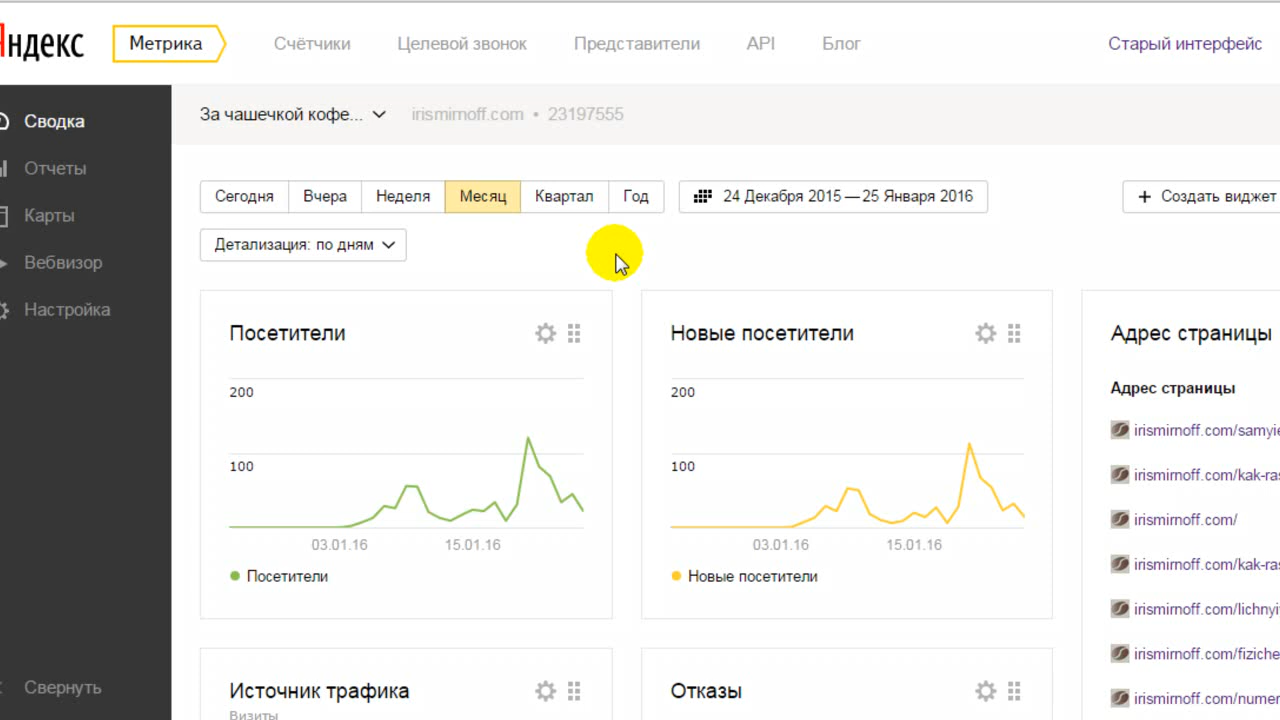 Яндекс Метрика Счётчики Целевой звонок Представители API Блог Старый интерфейс
Сводка
Отчеты
Карты
Вебвизор
Настройка
Свернуть
За чашечкой кофе... irismirnoff.com • 23197555
Сегодня Вчера Неделя Месяц Квартал Год 24 Декабря 2015 — 25 Января 2016 + Создать виджет
Детализация: по дням
Посетители
200
100
03.01.16 15.01.16
Посетители
Новые посетители
200
100
03.01.16 15.01.16
Новые посетители
Адрес страницы
Адрес страницы
irismirnoff.com/samyie
irismirnoff.com/kak-ras
irismirnoff.com/
irismirnoff.com/kak-ras
irismirnoff.com/lichnyi
irismirnoff.com/fiziche
irismirnoff.com/numer
Источник трафика
Визиты
Отказы